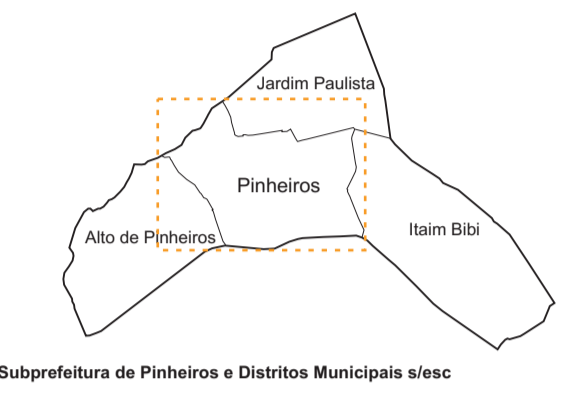 Jardim Paulista
Pinheiros
Alto de Pinheiros
Itaim Bibi
Subprefeitura de Pinheiros e Distritos Municipais s/esc